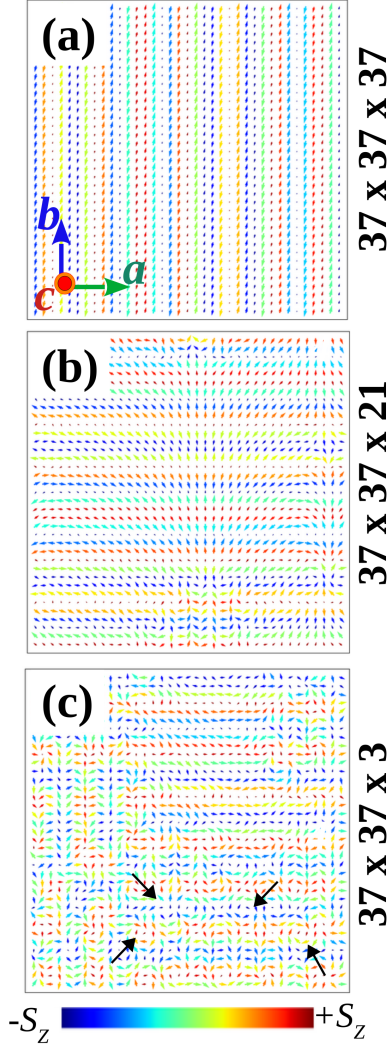 (a)
37 x 37 x 37
b
a
c
(b)
37 x 37 x 21
(c)
37 x 37 x 3
-S_Z
+S_Z